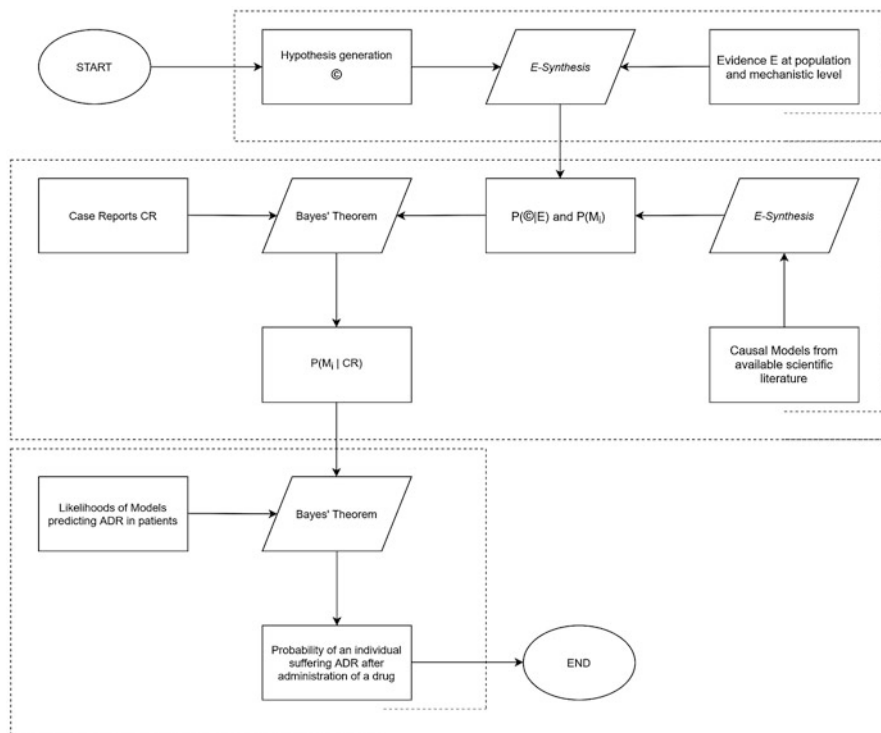 START
Hypothesis generation
©
E-Synthesis
Evidence E at population
and mechanistic level
Case Reports CR
Bayes' Theorem
P(©|E) and P(Mᵢ)
E-Synthesis
P(Mᵢ | CR)
Causal Models from
available scientific
literature
Likelihoods of Models
predicting ADR in patients
Bayes' Theorem
Probability of an individual
suffering ADR after
administration of a drug
END